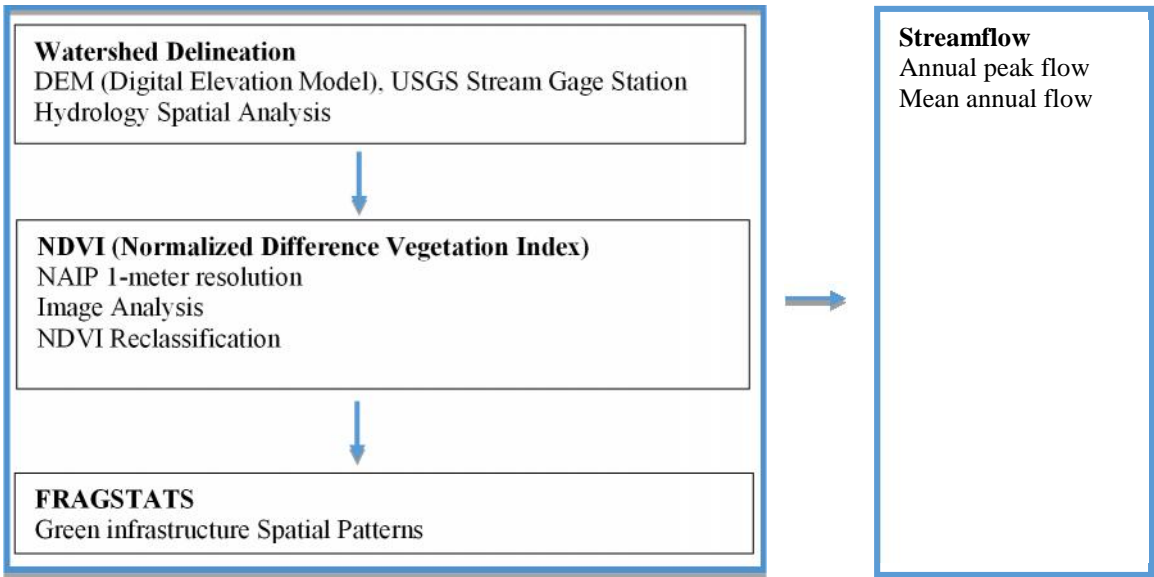 Watershed Delineation
DEM (Digital Elevation Model), USGS Stream Gage Station
Hydrology Spatial Analysis
NDVI (Normalized Difference Vegetation Index)
NAIP 1-meter resolution
Image Analysis
NDVI Reclassification
FRAGSTATS
Green infrastructure Spatial Patterns
Streamflow
Annual peak flow
Mean annual flow